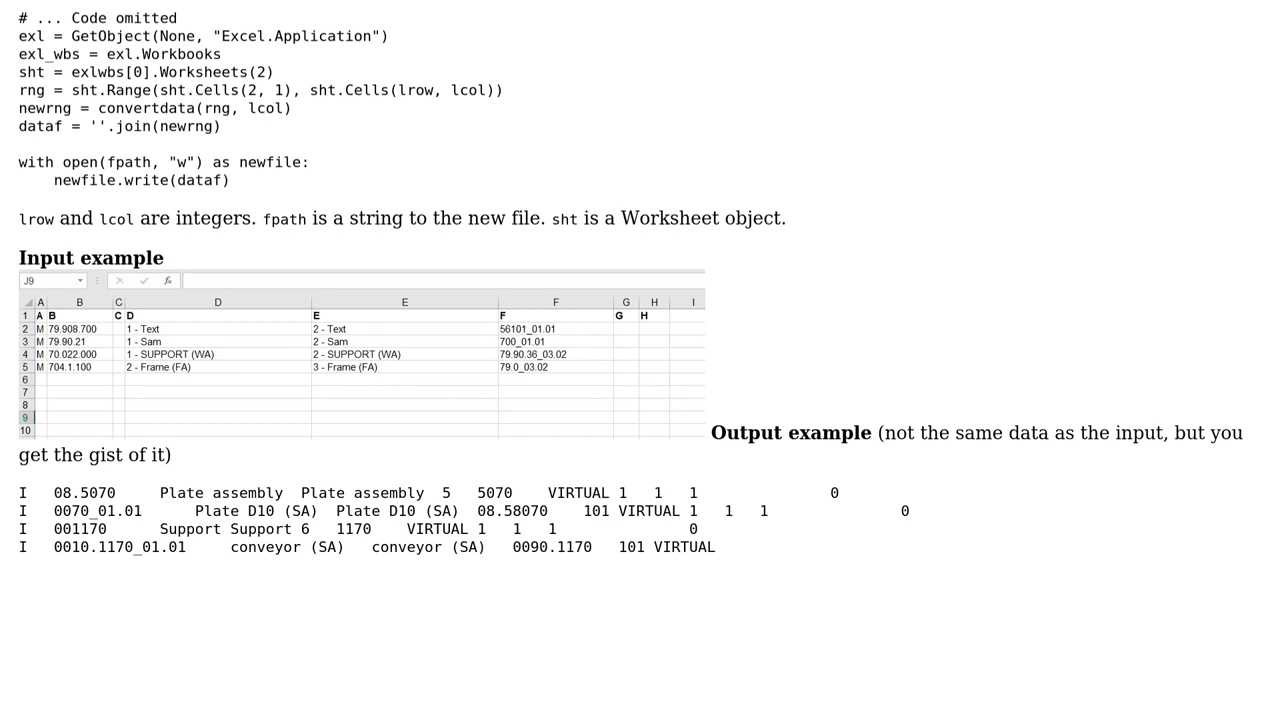 # ... Code omitted
exl = GetObject(None, "Excel.Application")
exl_wbs = exl.Workbooks
sht = exlwbs[0].Worksheets(2)
rng = sht.Range(sht.Cells(2, 1), sht.Cells(lrow, lcol))
newrng = convertdata(rng, lcol)
dataf = ''.join(newrng)
with open(fpath, "w") as newfile:
    newfile.write(dataf)
lrow and lcol are integers. fpath is a string to the new file. sht is a Worksheet object.
Input example
J9 fx
A B C D E F G H I
1 A B C D E F G H
2 M 79.908.700 1 - Text 2 - Text 56101_01.01
3 M 79.90.21 1 - Sam 2 - Sam 700_01.01
4 M 70.022.000 1 - SUPPORT (WA) 2 - SUPPORT (WA) 79.90.36_03.02
5 M 704.1.100 2 - Frame (FA) 3 - Frame (FA) 79.0_03.02
6
7
8
9
10
Output example (not the same data as the input, but you
get the gist of it)
I   08.5070     Plate assembly  Plate assembly  5   5070    VIRTUAL 1   1   1               0
I   0070_01.01      Plate D10 (SA)  Plate D10 (SA)  08.58070    101 VIRTUAL 1   1   1               0
I   001170      Support Support 6   1170    VIRTUAL 1   1   1               0
I   0010.1170_01.01     conveyor (SA)   conveyor (SA)   0090.1170   101 VIRTUAL